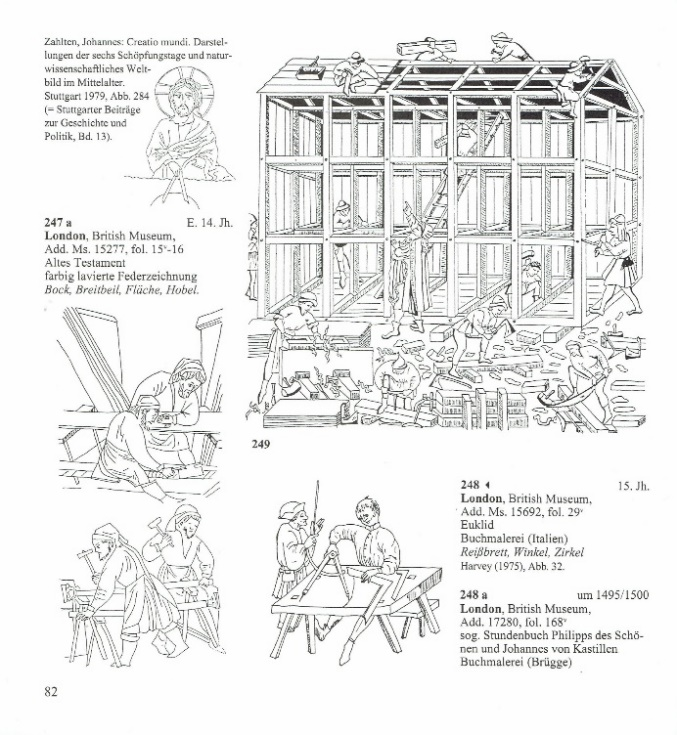 Zahlten, Johannes: Creatio mundi. Darstel-
lungen der sechs Schöpfungstage und natur-
wissenschaftliches Welt-
bild im Mittelalter.
Stuttgart 1979, Abb. 284
(= Stuttgarter Beiträge
zur Geschichte und
Politik, Bd. 13).
247 a E. 14. Jh.
London, British Museum,
Add. Ms. 15277, fol. 15ᵛ-16
Altes Testament
farbig lavierte Federzeichnung
Bock, Breitbeil, Fläche, Hobel.
249
248 ◀ 15. Jh.
London, British Museum,
Add. Ms. 15692, fol. 29ᵛ
Euklid
Buchmalerei (Italien)
Reißbrett, Winkel, Zirkel
Harvey (1975), Abb. 32.
248 a um 1495/1500
London, British Museum,
Add. 17280, fol. 168ᵛ
sog. Stundenbuch Philipps des Schö-
nen und Johannes von Kastillen
Buchmalerei (Brügge)
82